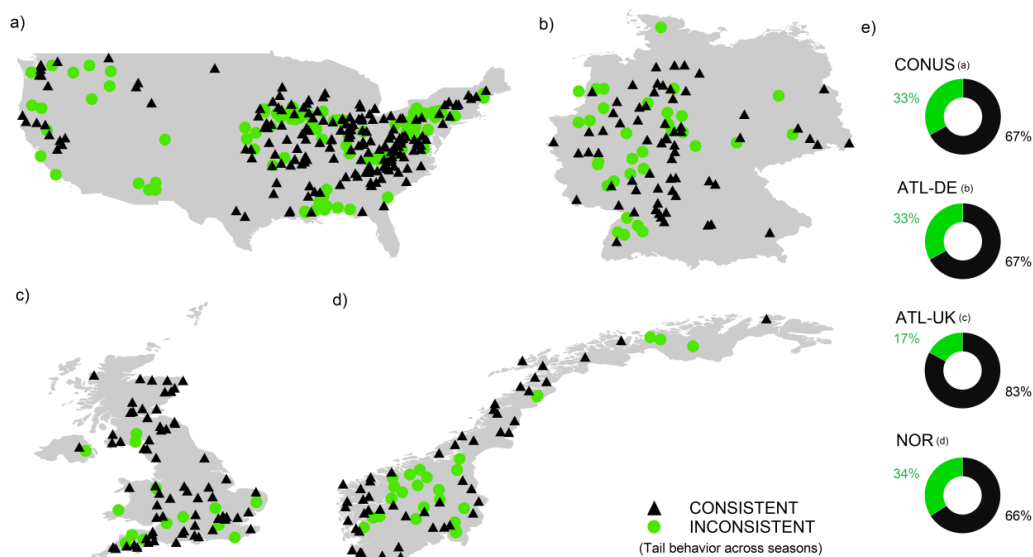 a)
b)
e)
CONUS (a)
33%
67%
ATL-DE (b)
33%
67%
c)
d)
ATL-UK (c)
17%
83%
NOR (d)
34%
66%
CONSISTENT
INCONSISTENT
(Tail behavior across seasons)